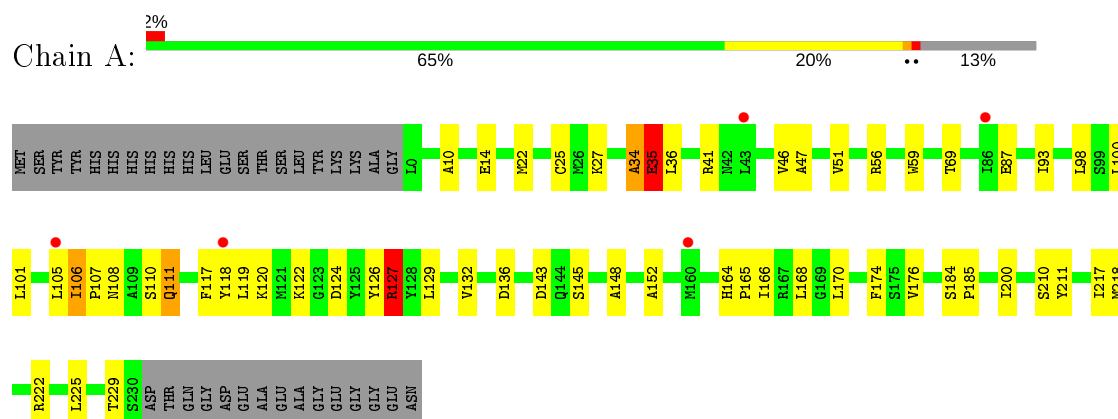 2%
Chain A:
65% 20% •• 13%
MET SER TYR TYR HIS HIS HIS HIS HIS HIS LEU GLU SER THR SER LEU TYR LYS LYS ALA GLY L0 A10 E14 M22 C25 M26 K27 A34 E35 L36 R41 N42 L43 V46 A47 V51 R56 W59 T69 I86 E87 I93 L98 S99 L100
L101 L105 I106 P107 N108 A109 S110 Q111 F117 Y118 L119 K120 M121 K122 G123 D124 Y125 Y126 R127 Y128 L129 V132 D136 D143 Q144 S145 A148 A152 M160 H164 P165 I166 R167 L168 G169 L170 F174 S175 V176 S184 P185 I200 S210 Y211 I217 M218
R222 L225 T229 S230 ASP THR GLN GLY ASP GLU ALA GLU ALA GLY GLU GLY GLY GLU ASN